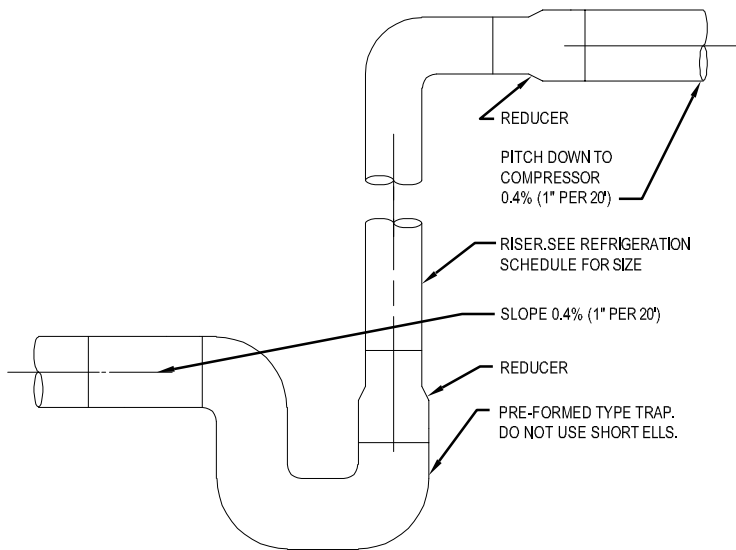 REDUCER
PITCH DOWN TO
COMPRESSOR
0.4% (1" PER 20')
RISER.SEE REFRIGERATION
SCHEDULE FOR SIZE
SLOPE 0.4% (1" PER 20')
REDUCER
PRE-FORMED TYPE TRAP.
DO NOT USE SHORT ELLS.